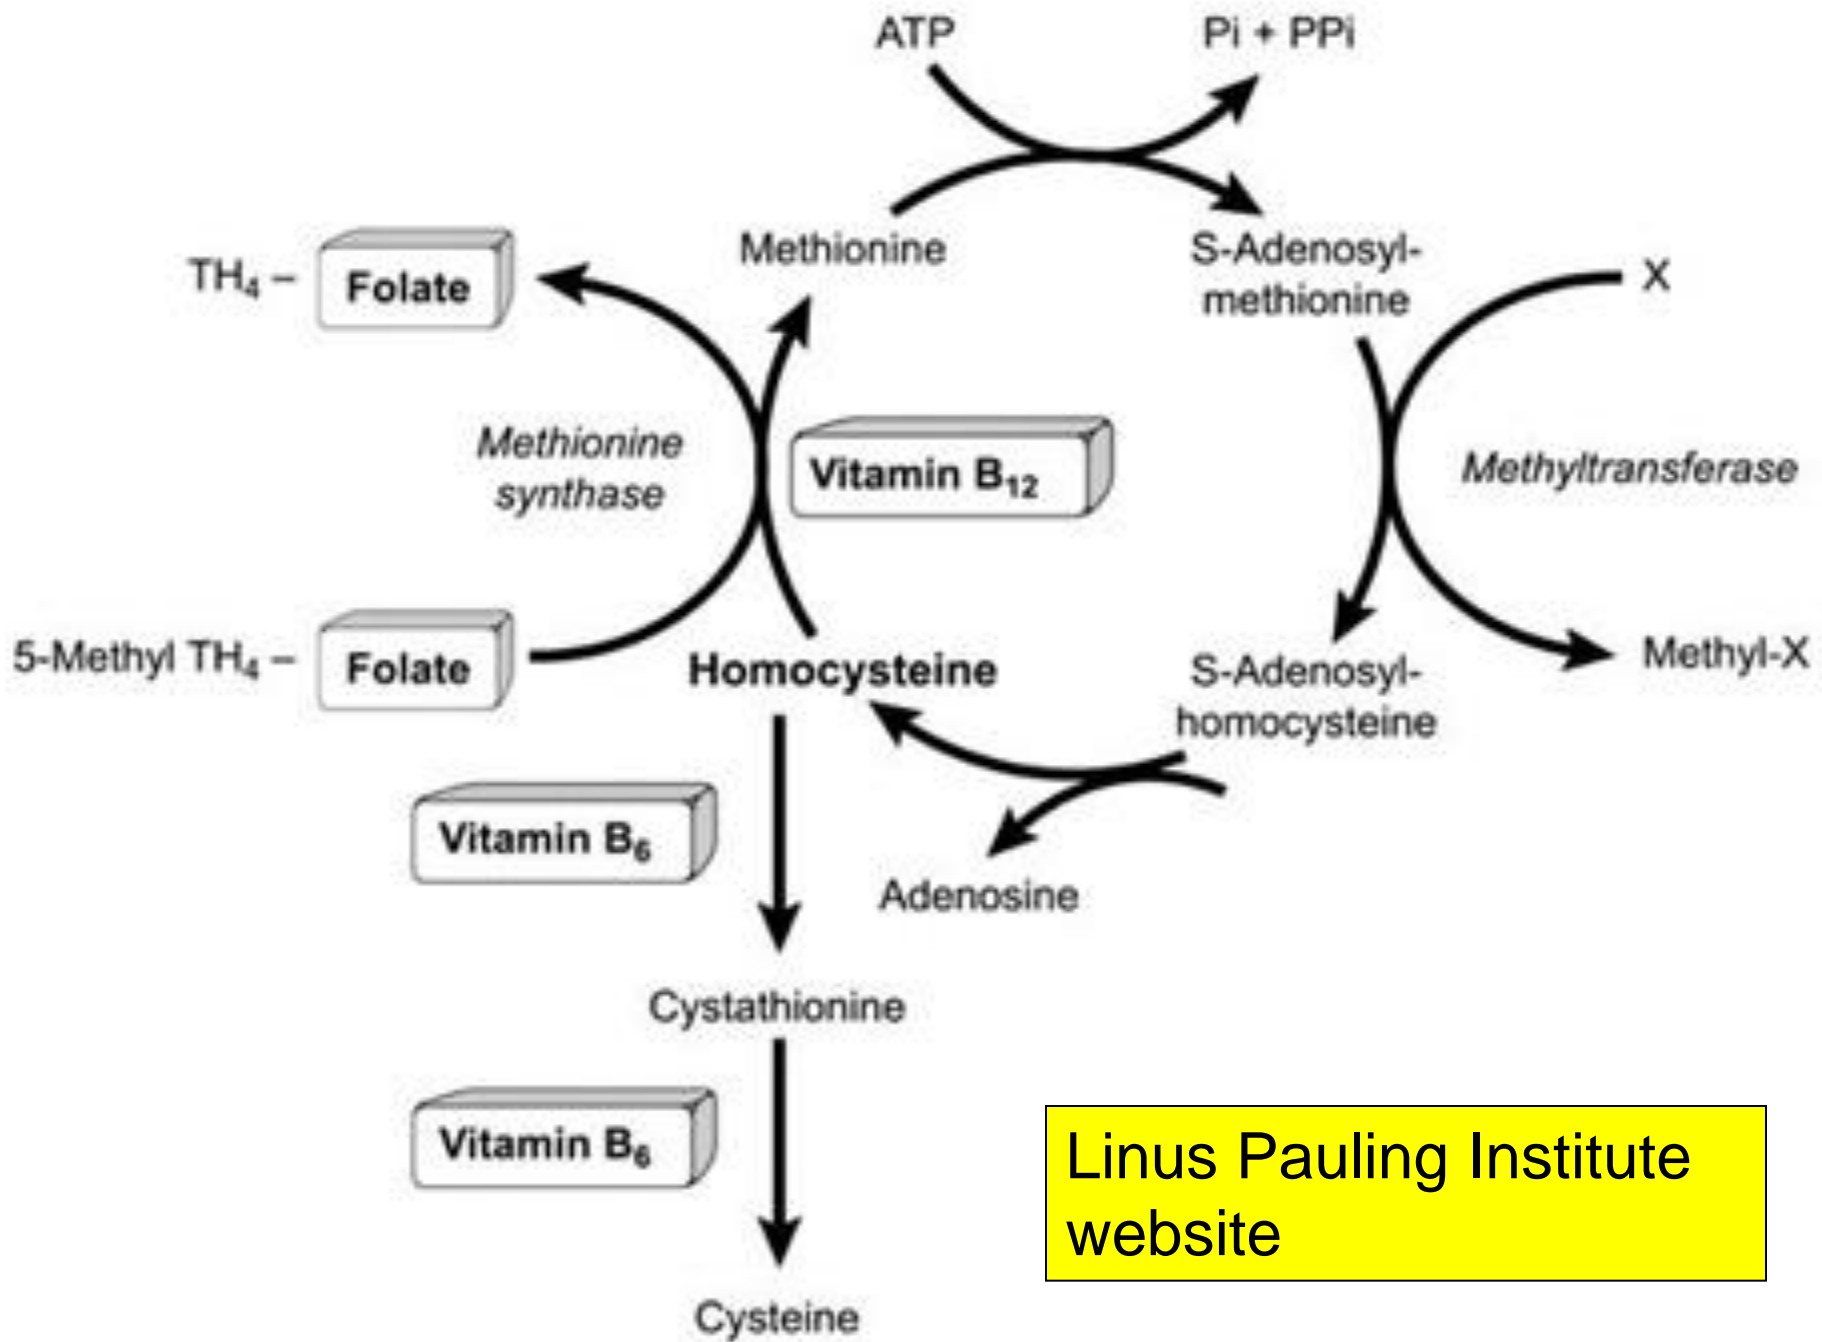 ATP
Pi + PPi
Methionine
S-Adenosyl-
methionine
X
TH₄ – Folate
Methionine
synthase
Vitamin B₁₂
Methyltransferase
5-Methyl TH₄ – Folate
Homocysteine
S-Adenosyl-
homocysteine
Methyl-X
Vitamin B₆
Adenosine
Cystathionine
Vitamin B₆
Cysteine
Linus Pauling Institute
website